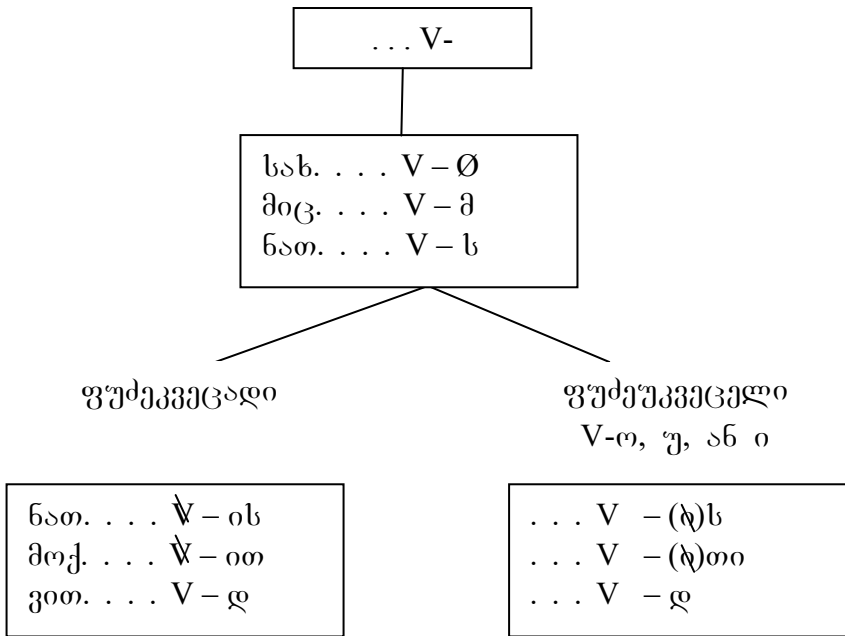 . . . V-
სახ. . . . V – Ø
მიც. . . . V – მ
ნათ. . . . V – ს
ფუძეკვეცადი
ფუძეუკვეცელი
V-ო, უ, ან ი
ნათ. . . . V – ის
მოქ. . . . V – ით
ვით. . . . V – დ
. . . V – (ი)ს
. . . V – (ი)თი
. . . V – დ